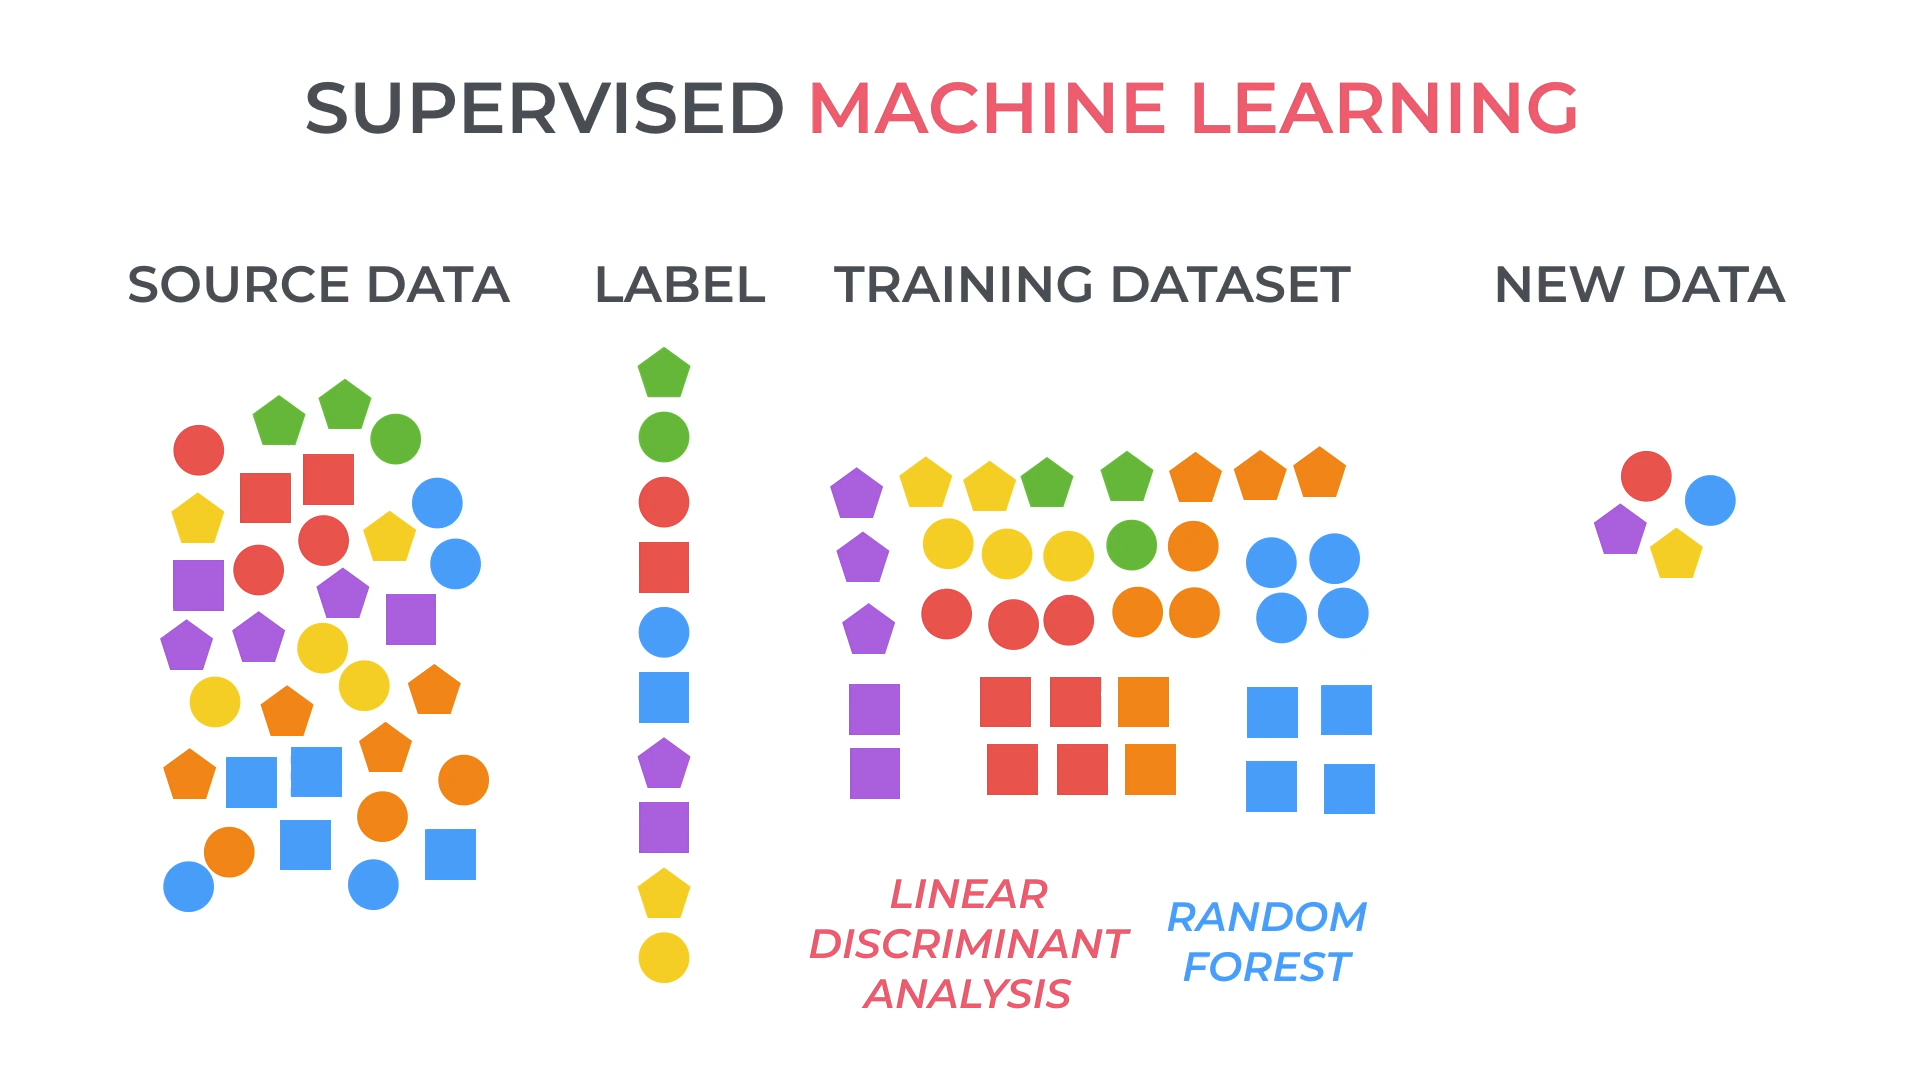 SUPERVISED MACHINE LEARNING
SOURCE DATA
LABEL
TRAINING DATASET
NEW DATA
LINEAR
DISCRIMINANT
ANALYSIS
RANDOM
FOREST